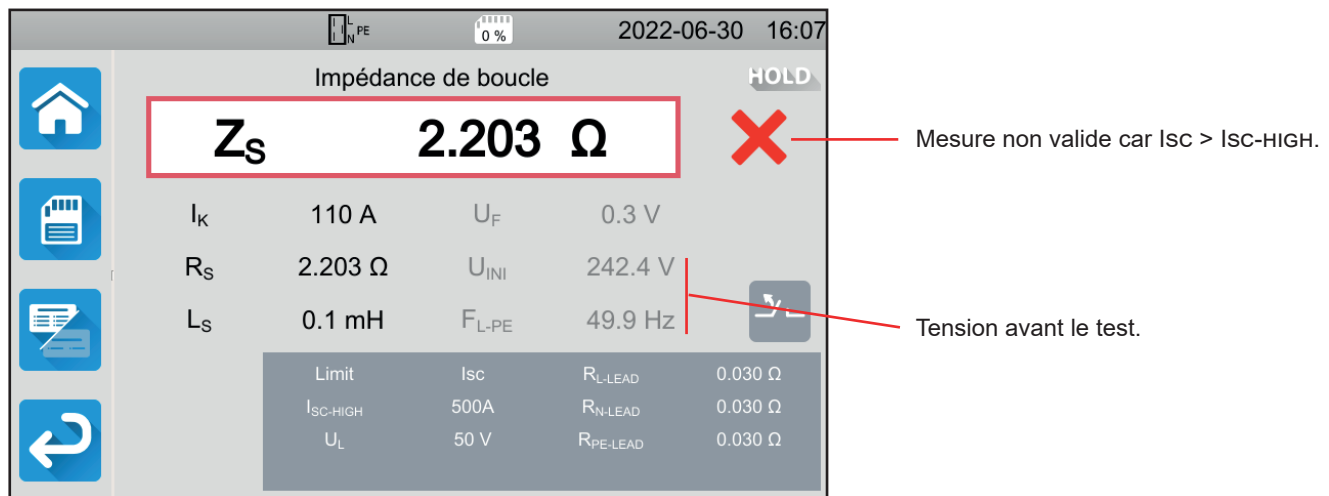 L N PE 0 % 2022-06-30 16:07
Impédance de boucle HOLD
ZS 2.203 Ω
Mesure non valide car ISC > ISC-HIGH.
IK 110 A UF 0.3 V
RS 2.203 Ω UINI 242.4 V
LS 0.1 mH FL-PE 49.9 Hz
Tension avant le test.
Limit Isc RL-LEAD 0.030 Ω
ISC-HIGH 500A RN-LEAD 0.030 Ω
UL 50 V RPE-LEAD 0.030 Ω